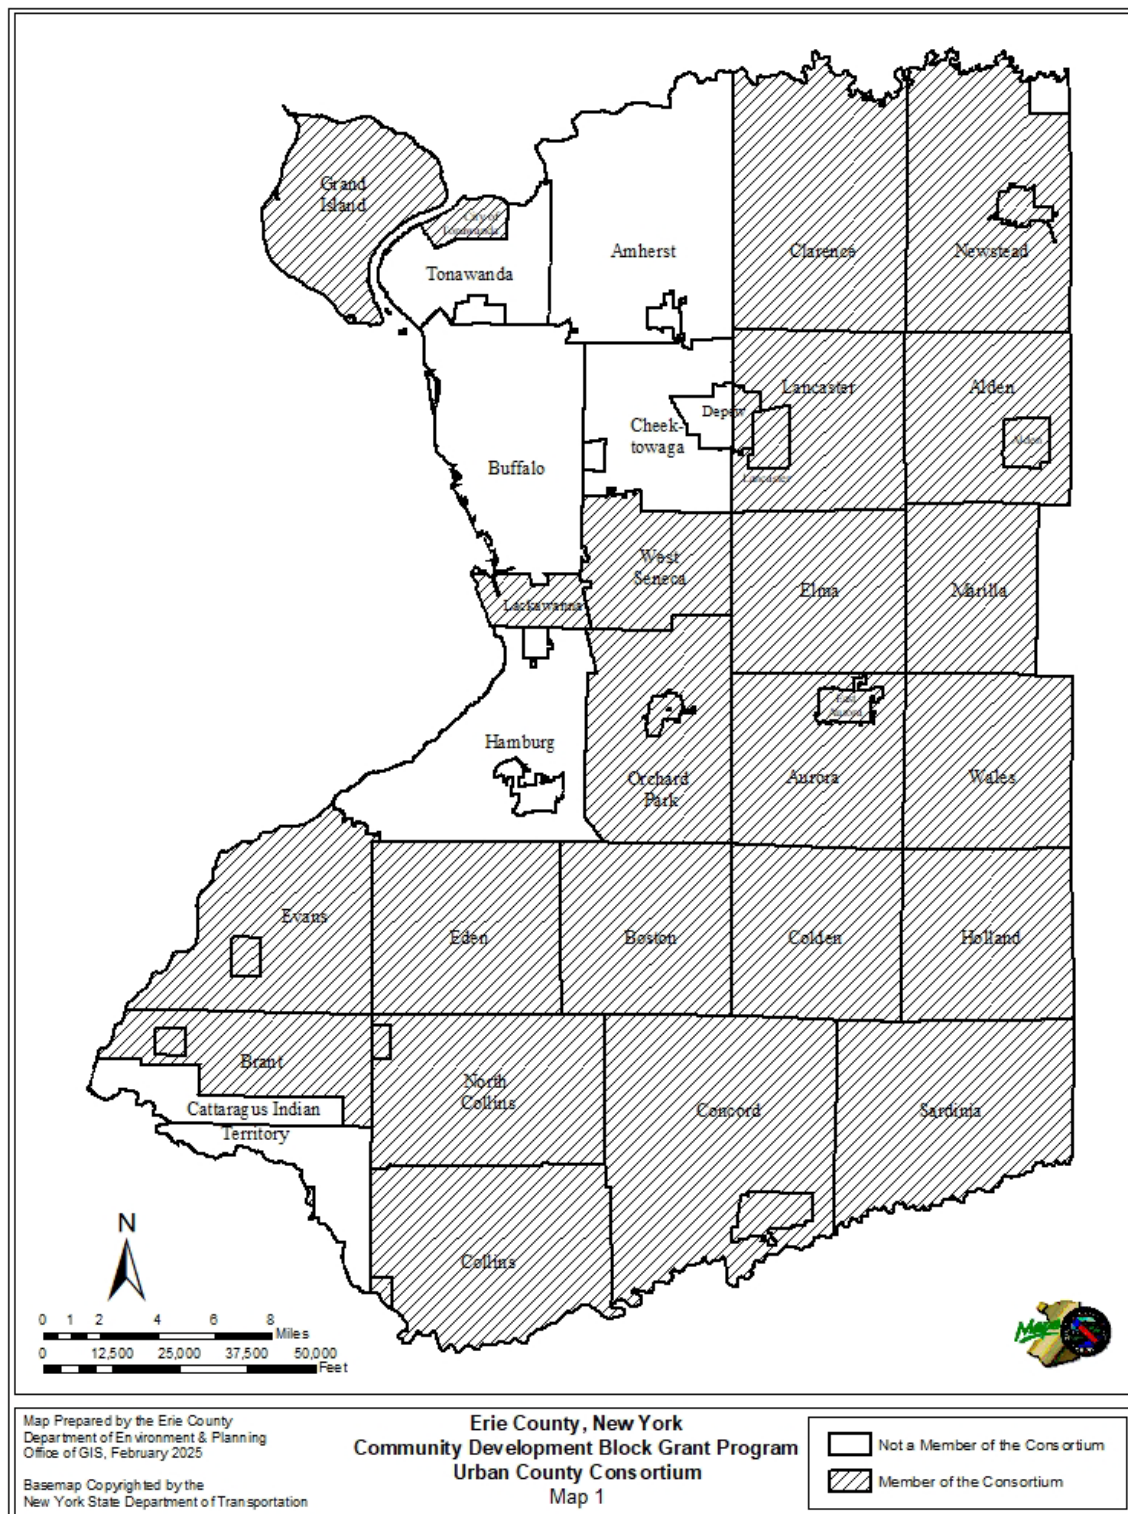 Grand
Island
City of
Tonawanda
Tonawanda
Amherst
Clarence
Newstead
Buffalo
Cheek-
towaga
Depew
Lancaster
Lancaster
Alden
Alden
West
Seneca
Lackawanna
Elma
Marilla
Hamburg
Orchard
Park
East
Aurora
Aurora
Wales
Evans
Eden
Boston
Colden
Holland
Brant
Cattaragus Indian
Territory
North
Collins
Concord
Sardinia
Collins
N
0 1 2 4 6 8
Miles
0 12,500 25,000 37,500 50,000
Feet
Map Prepared by the Erie County
Department of Environment & Planning
Office of GIS, February 2025
Basemap Copyrighted by the
New York State Department of Transportation
Erie County, New York
Community Development Block Grant Program
Urban County Consortium
Map 1
Not a Member of the Consortium
Member of the Consortium